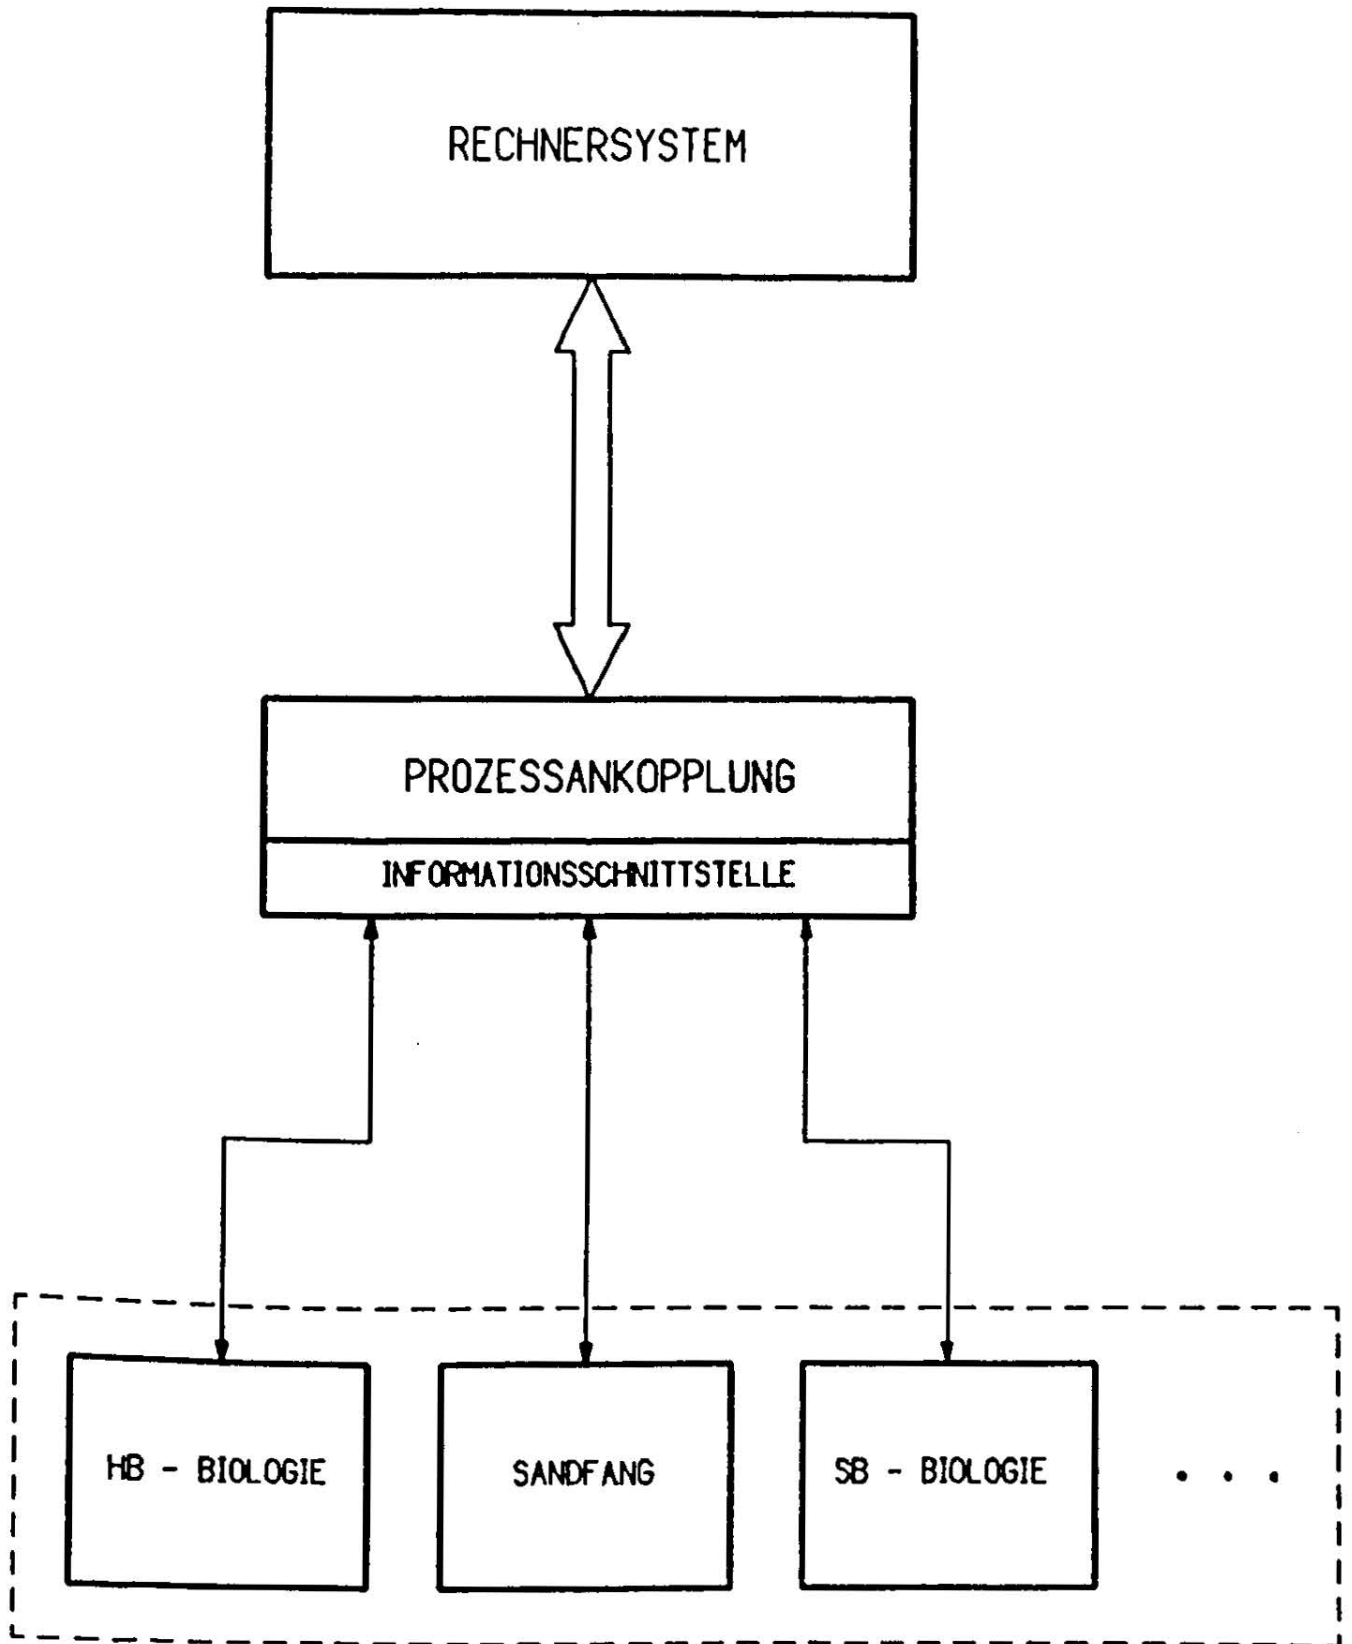 RECHNERSYSTEM
PROZESSANKOPPLUNG
INFORMATIONSSCHNITTSTELLE
HB - BIOLOGIE
SANDFANG
SB - BIOLOGIE
. . .